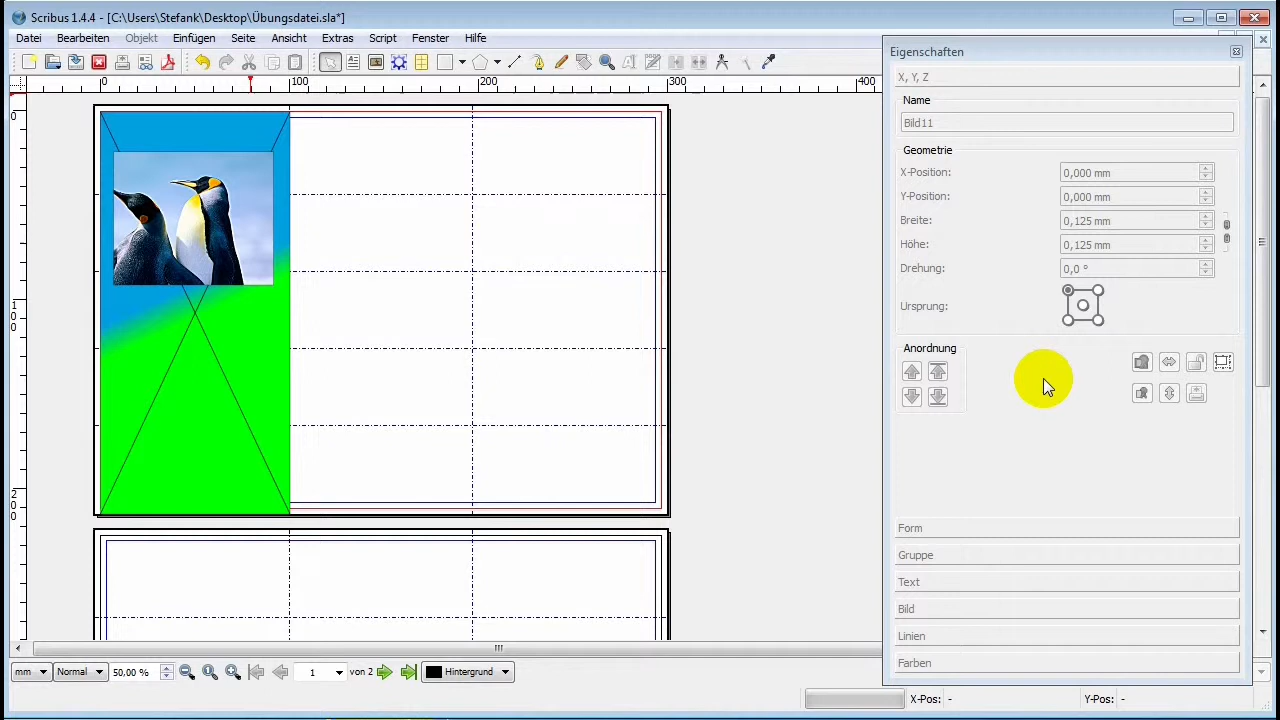 Scribus 1.4.4 - [C:\Users\Stefank\Desktop\Übungsdatei.sla*]
Datei Bearbeiten Objekt Einfügen Seite Ansicht Extras Script Fenster Hilfe
Eigenschaften
X, Y, Z
0 100 200 300 400
Name
Bild11
0
Geometrie
X-Position: 0,000 mm
Y-Position: 0,000 mm
Breite: 0,125 mm
Höhe: 0,125 mm
Drehung: 0,0 °
Ursprung:
100
Anordnung
200
Form
Gruppe
Text
Bild
Linien
Farben
mm Normal 50,00 % 1 von 2 Hintergrund
X-Pos: - Y-Pos: -